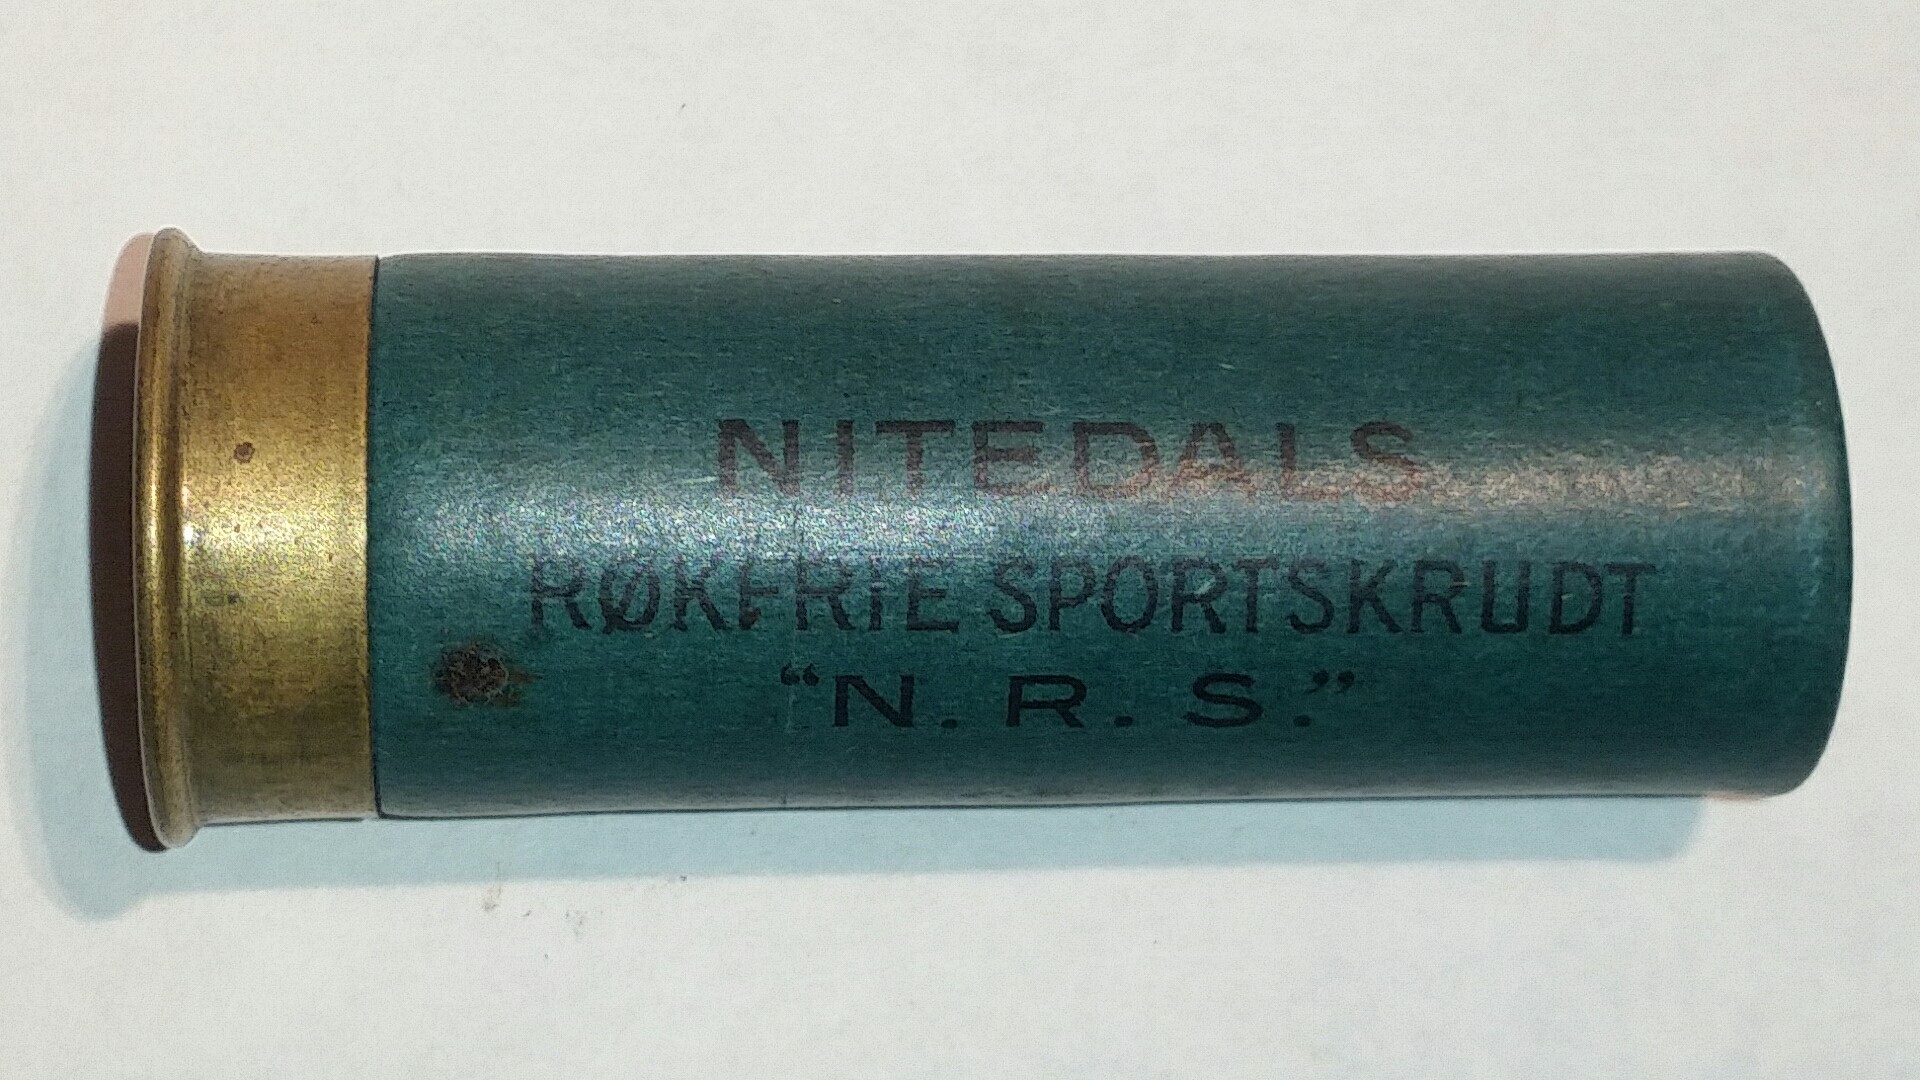 NITEDALS
RØKFRIE SPORTSKRUDT
“N. R. S.”